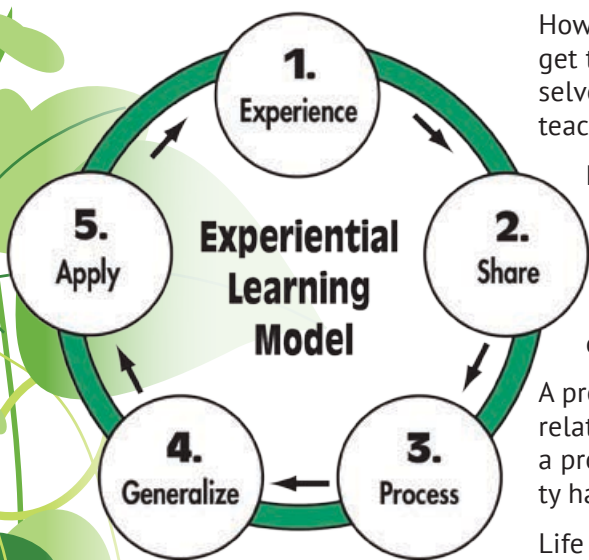 1.
Experience
2.
Share
3.
Process
4.
Generalize
5.
Apply
Experiential
Learning
Model
How
get
selve
teac
A pr
relat
a pro
ty ha
Life